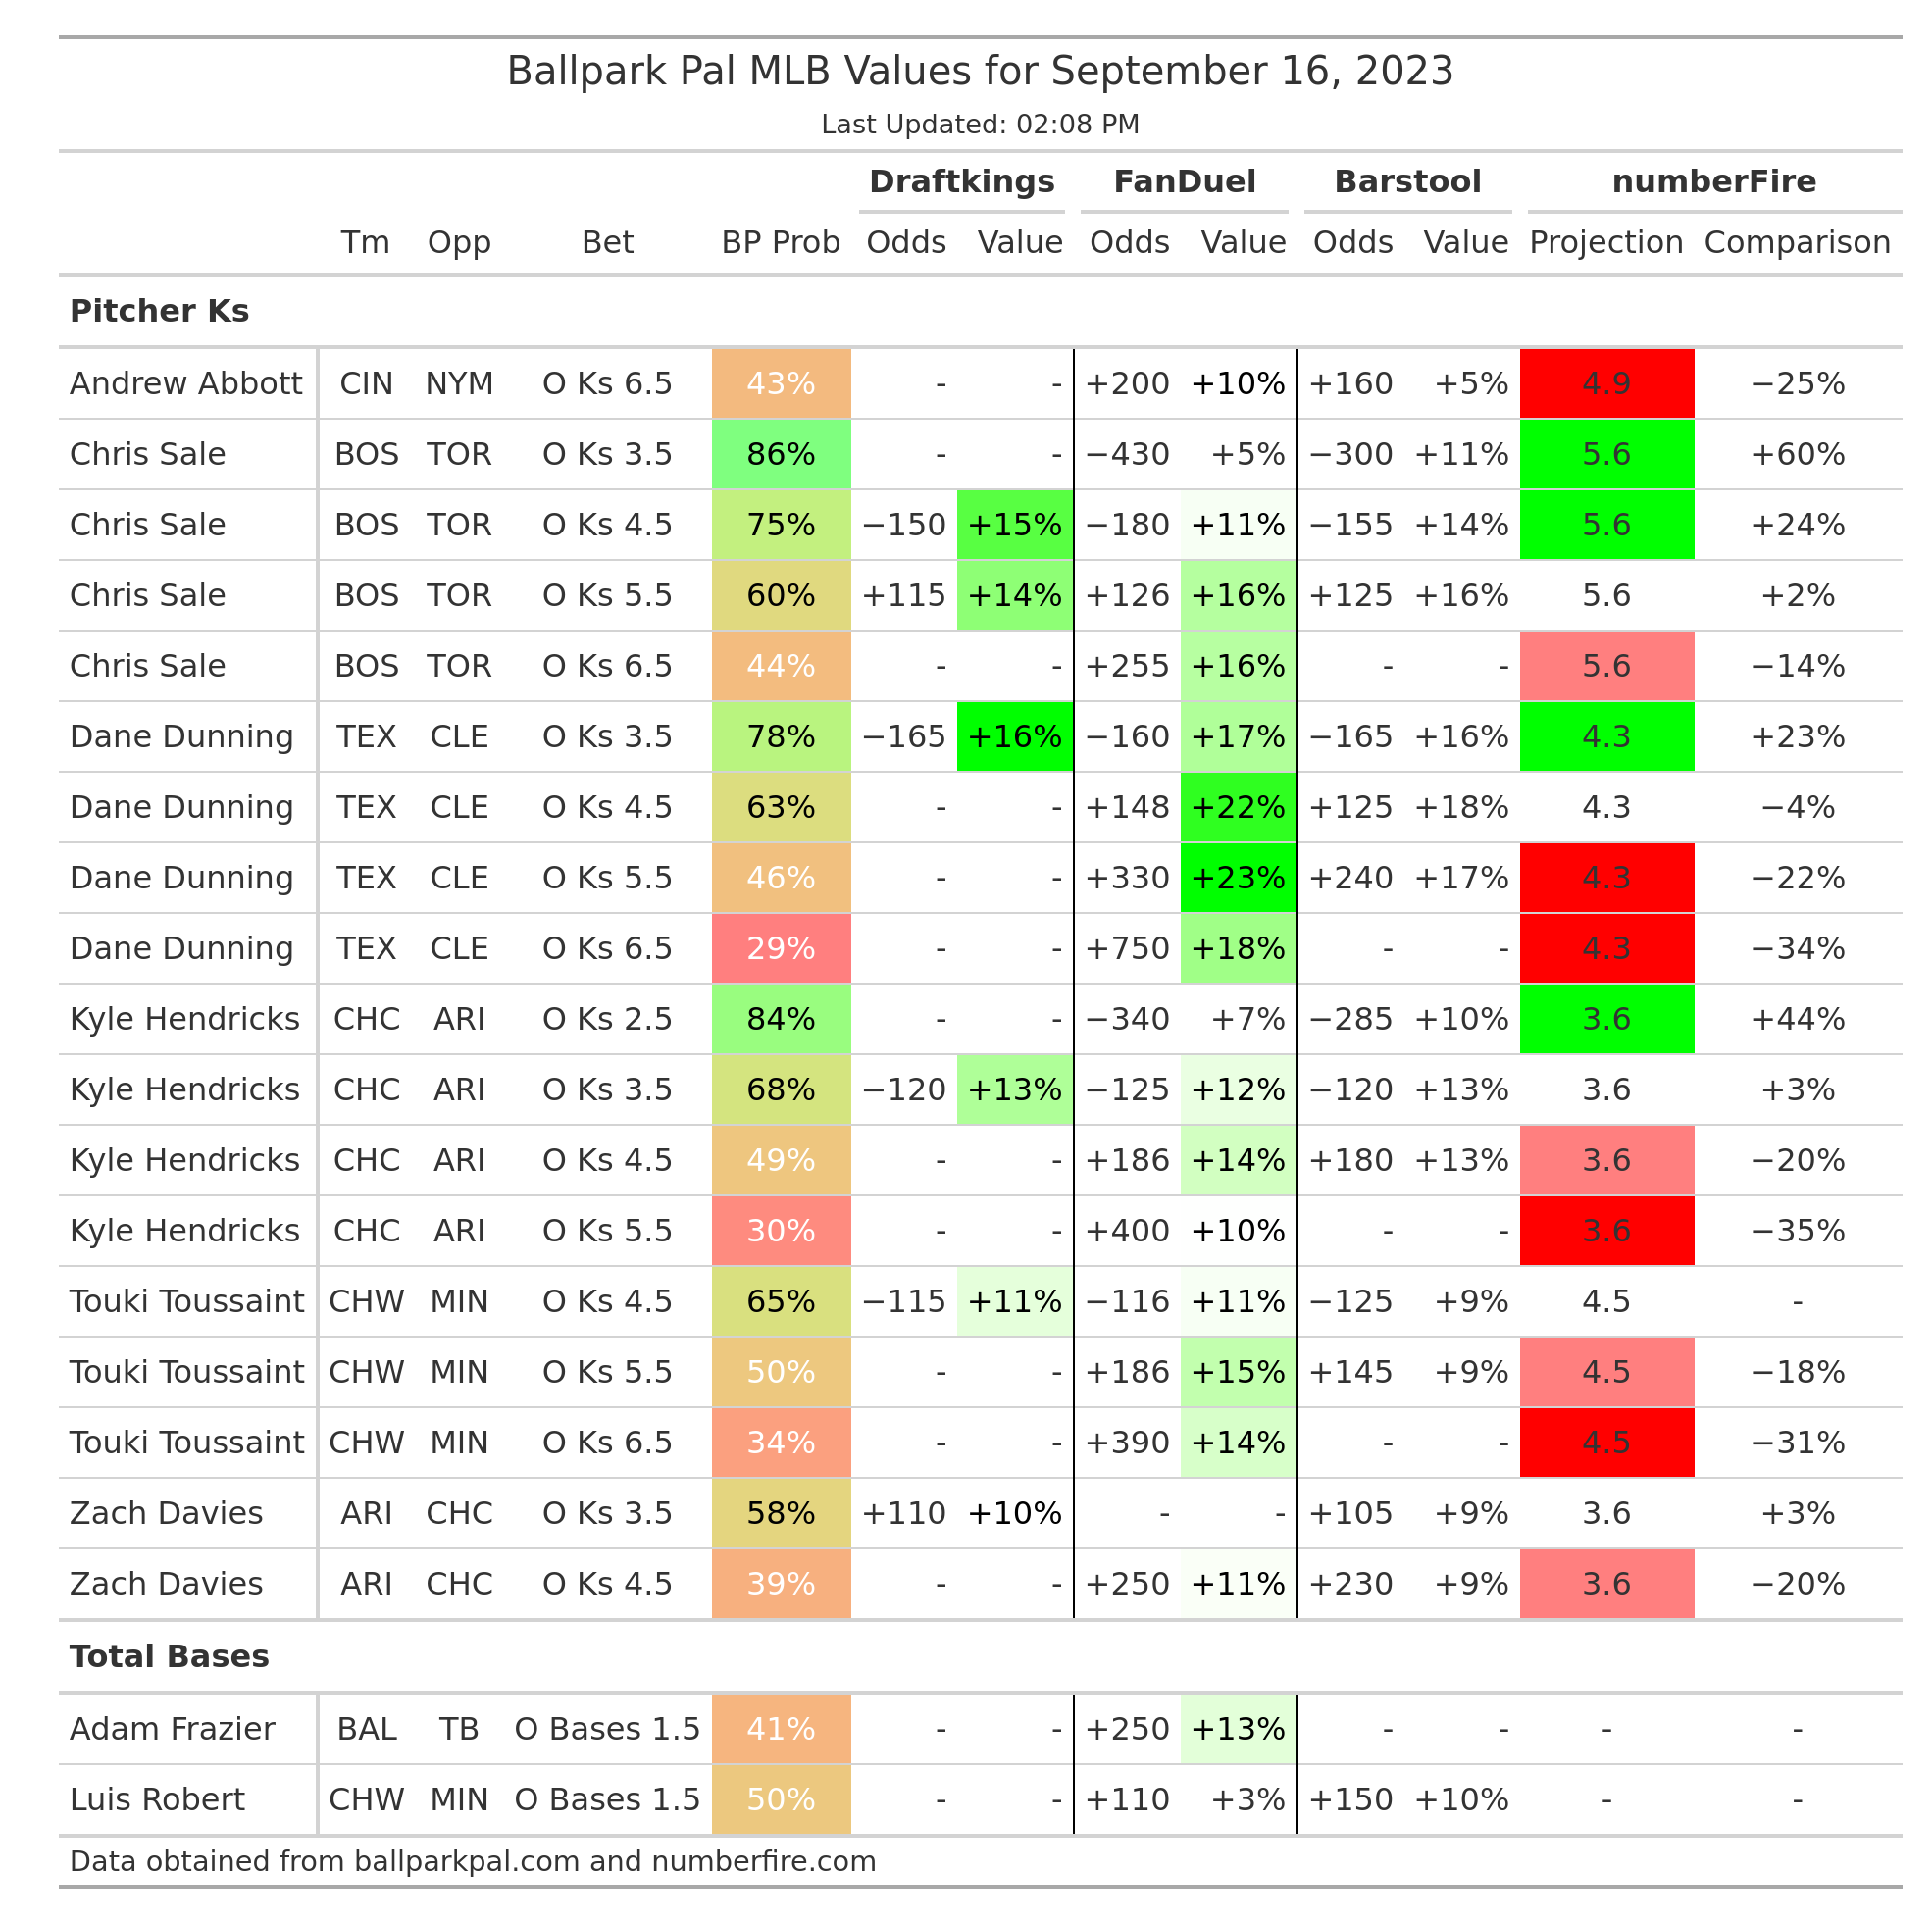 Ballpark Pal MLB Values for September 16, 2023
Last Updated: 02:08 PM
Draftkings FanDuel Barstool numberFire
Tm Opp Bet BP Prob Odds Value Odds Value Odds Value Projection Comparison
Pitcher Ks
Andrew Abbott CIN NYM O Ks 6.5 43% - - +200 +10% +160 +5% 4.9 −25%
Chris Sale BOS TOR O Ks 3.5 86% - - −430 +5% −300 +11% 5.6 +60%
Chris Sale BOS TOR O Ks 4.5 75% −150 +15% −180 +11% −155 +14% 5.6 +24%
Chris Sale BOS TOR O Ks 5.5 60% +115 +14% +126 +16% +125 +16% 5.6 +2%
Chris Sale BOS TOR O Ks 6.5 44% - - +255 +16% - - 5.6 −14%
Dane Dunning TEX CLE O Ks 3.5 78% −165 +16% −160 +17% −165 +16% 4.3 +23%
Dane Dunning TEX CLE O Ks 4.5 63% - - +148 +22% +125 +18% 4.3 −4%
Dane Dunning TEX CLE O Ks 5.5 46% - - +330 +23% +240 +17% 4.3 −22%
Dane Dunning TEX CLE O Ks 6.5 29% - - +750 +18% - - 4.3 −34%
Kyle Hendricks CHC ARI O Ks 2.5 84% - - −340 +7% −285 +10% 3.6 +44%
Kyle Hendricks CHC ARI O Ks 3.5 68% −120 +13% −125 +12% −120 +13% 3.6 +3%
Kyle Hendricks CHC ARI O Ks 4.5 49% - - +186 +14% +180 +13% 3.6 −20%
Kyle Hendricks CHC ARI O Ks 5.5 30% - - +400 +10% - - 3.6 −35%
Touki Toussaint CHW MIN O Ks 4.5 65% −115 +11% −116 +11% −125 +9% 4.5 -
Touki Toussaint CHW MIN O Ks 5.5 50% - - +186 +15% +145 +9% 4.5 −18%
Touki Toussaint CHW MIN O Ks 6.5 34% - - +390 +14% - - 4.5 −31%
Zach Davies ARI CHC O Ks 3.5 58% +110 +10% - - +105 +9% 3.6 +3%
Zach Davies ARI CHC O Ks 4.5 39% - - +250 +11% +230 +9% 3.6 −20%
Total Bases
Adam Frazier BAL TB O Bases 1.5 41% - - +250 +13% - - - -
Luis Robert CHW MIN O Bases 1.5 50% - - +110 +3% +150 +10% - -
Data obtained from ballparkpal.com and numberfire.com